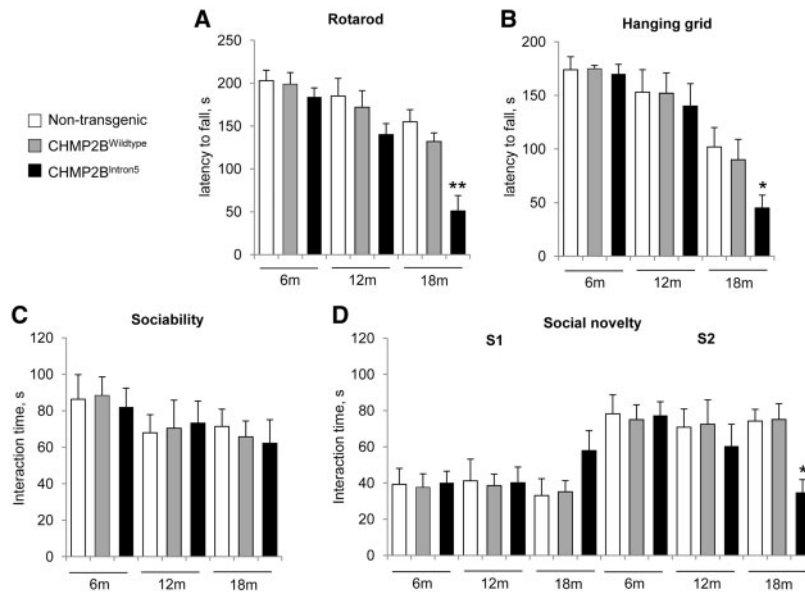 A
Rotarod
latency to fall, s
250
200
150
100
50
0
**
6m
12m
18m
B
Hanging grid
latency to fall, s
200
150
100
50
0
*
6m
12m
18m
Non-transgenic
CHMP2BWildtype
CHMP2BIntron5
C
Sociability
Interaction time, s
120
100
80
60
40
20
0
6m
12m
18m
D
Social novelty
S1
S2
Interaction time, s
120
100
80
60
40
20
0
*
6m
12m
18m
6m
12m
18m